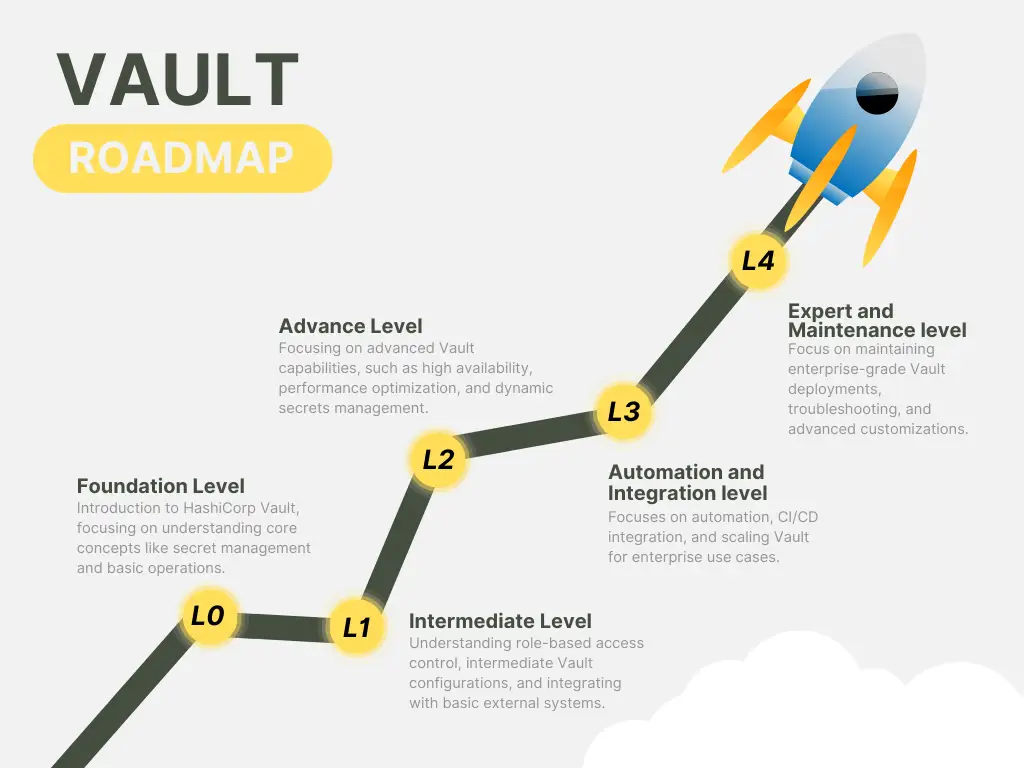 VAULT
ROADMAP
L4
Expert and
Maintenance level
Focus on maintaining
enterprise-grade Vault
deployments,
troubleshooting, and
advanced customizations.
Advance Level
Focusing on advanced Vault
capabilities, such as high availability,
performance optimization, and dynamic
secrets management.
L3
Automation and
Integration level
Focuses on automation, CI/CD
integration, and scaling Vault
for enterprise use cases.
L2
Foundation Level
Introduction to HashiCorp Vault,
focusing on understanding core
concepts like secret management
and basic operations.
L0
L1
Intermediate Level
Understanding role-based access
control, intermediate Vault
configurations, and integrating
with basic external systems.